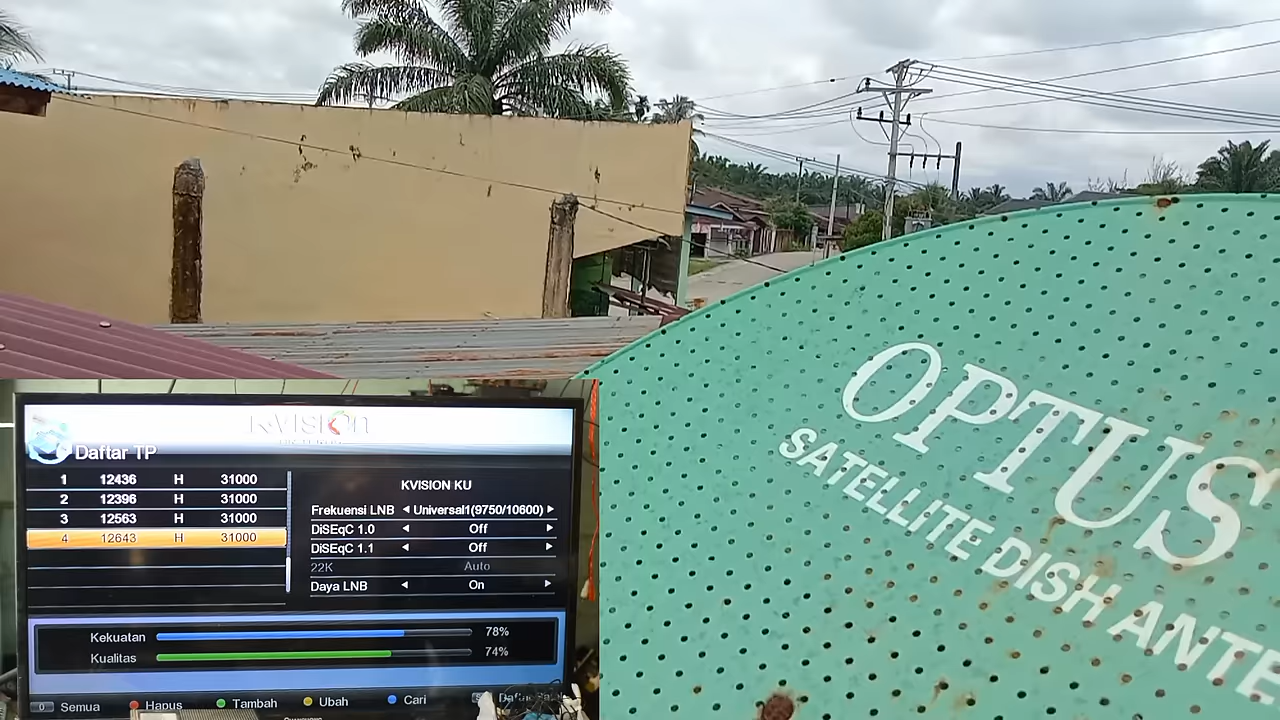 KVISION
Daftar TP
1 12436 H 31000
2 12396 H 31000
3 12563 H 31000
4 12643 H 31000
KVISION KU
Frekuensi LNB Universal1(9750/10600)
DiSEqC 1.0 Off
DiSEqC 1.1 Off
22K Auto
Daya LNB On
Kekuatan 78%
Kualitas 74%
0 Semua Hapus Tambah Ubah Cari
OPTUS
SATELLITE DISH ANTE